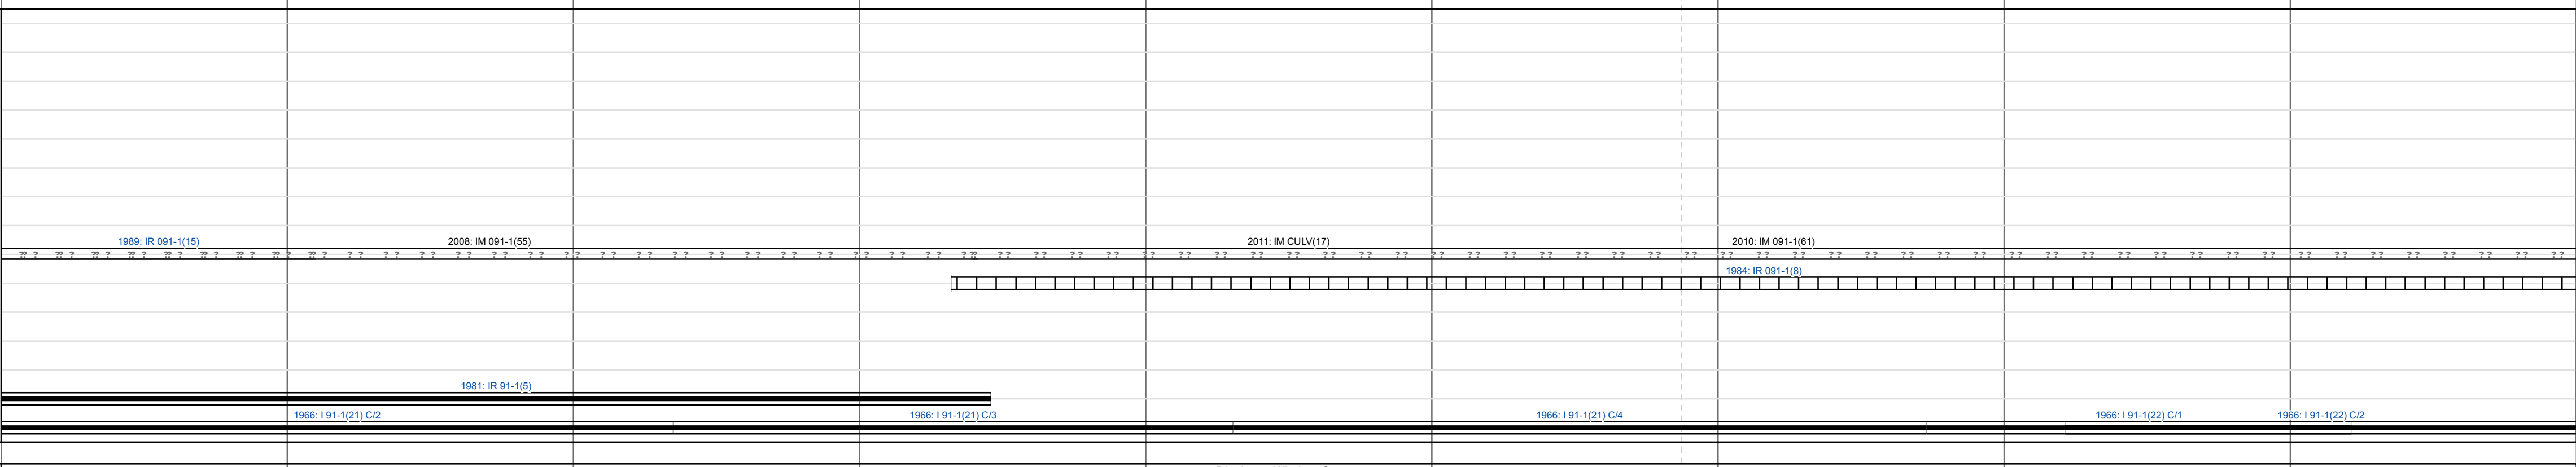 1989: IR 091-1(15) 2008: IM 091-1(55) 2011: IM CULV(17) 2010: IM 091-1(61)
1984: IR 091-1(8)
1981: IR 91-1(5)
1966: I 91-1(21) C/2 1966: I 91-1(21) C/3 1966: I 91-1(21) C/4 1966: I 91-1(22) C/1 1966: I 91-1(22) C/2